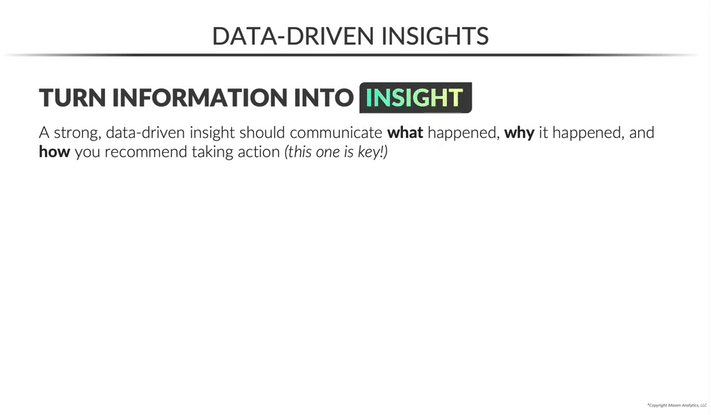 DATA-DRIVEN INSIGHTS
TURN INFORMATION INTO INSIGHT
A strong, data-driven insight should communicate what happened, why it happened, and
how you recommend taking action (this one is key!)
*Copyright Maven Analytics, LLC